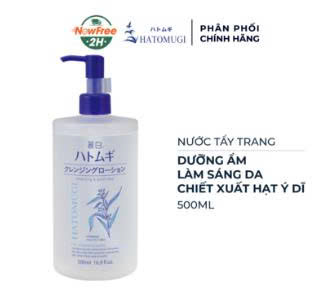 NowFree
2H
ハトムギ
HATOMUGI
PHÂN PHỐI
CHÍNH HÃNG
麗白
ハトムギ
クレンジングローション
HATOMUGI
500ml
NƯỚC TẨY TRANG
DƯỠNG ẨM
LÀM SÁNG DA
CHIẾT XUẤT HẠT Ý DĨ
500ML